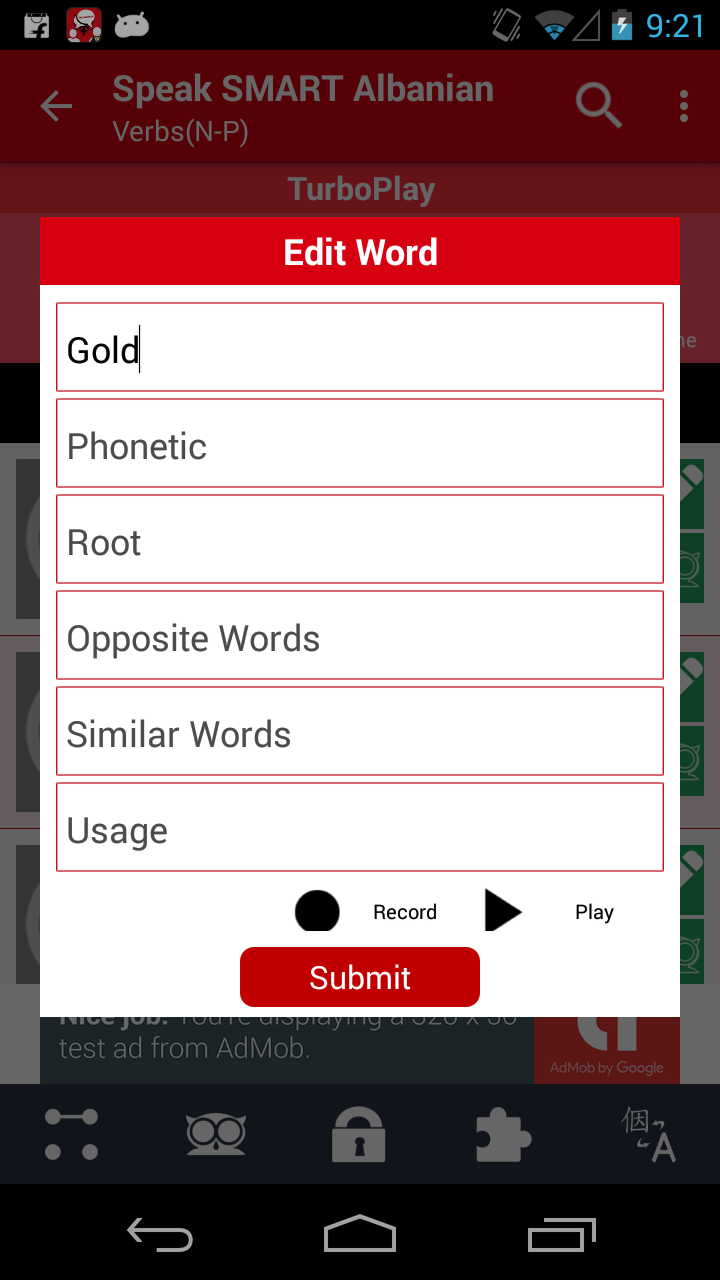 9:21
Speak SMART Albanian
Verbs(N-P)
TurboPlay
Edit Word
Gold
Phonetic
Root
Opposite Words
Similar Words
Usage
Record
Play
Submit
Nice job! You're displaying a 320 x 50
test ad from AdMob.
AdMob by Google